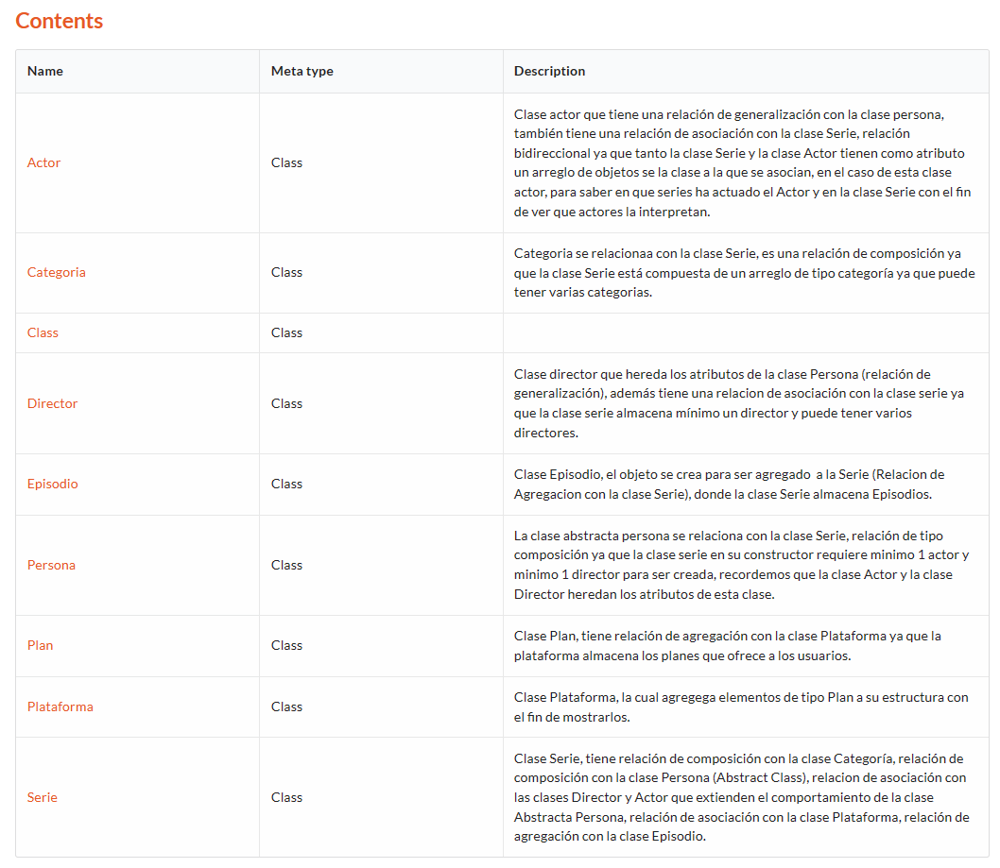 Contents
Name Meta type Description
Clase actor que tiene una relación de generalización con la clase persona,
también tiene una relación de asociación con la clase Serie, relación
bidireccional ya que tanto la clase Serie y la clase Actor tienen como atributo
Actor Class
un arreglo de objetos se la clase a la que se asocian, en el caso de esta clase
actor, para saber en que series ha actuado el Actor y en la clase Serie con el fin
de ver que actores la interpretan.
Categoria se relacionaa con la clase Serie, es una relación de composición ya
Categoria Class que la clase Serie está compuesta de un arreglo de tipo categoría ya que puede
tener varias categorias.
Class Class
Clase director que hereda los atributos de la clase Persona (relación de
generalización), además tiene una relacion de asociación con la clase serie ya
Director Class
que la clase serie almacena mínimo un director y puede tener varios
directores.
Episodio Class
Clase Episodio, el objeto se crea para ser agregado a la Serie (Relacion de
Agregacion con la clase Serie), donde la clase Serie almacena Episodios.
La clase abstracta persona se relaciona con la clase Serie, relación de tipo
composición ya que la clase serie en su constructor requiere minimo 1 actor y
Persona Class
minimo 1 director para ser creada, recordemos que la clase Actor y la clase
Director heredan los atributos de esta clase.
Plan Class
Clase Plan, tiene relación de agregación con la clase Plataforma ya que la
plataforma almacena los planes que ofrece a los usuarios.
Plataforma Class
Clase Plataforma, la cual agregega elementos de tipo Plan a su estructura con
el fin de mostrarlos.
Clase Serie, tiene relación de composición con la clase Categoría, relación de
composición con la clase Persona (Abstract Class), relacion de asociación con
Serie Class las clases Director y Actor que extienden el comportamiento de la clase
Abstracta Persona, relación de asociación con la clase Plataforma, relación de
agregación con la clase Episodio.